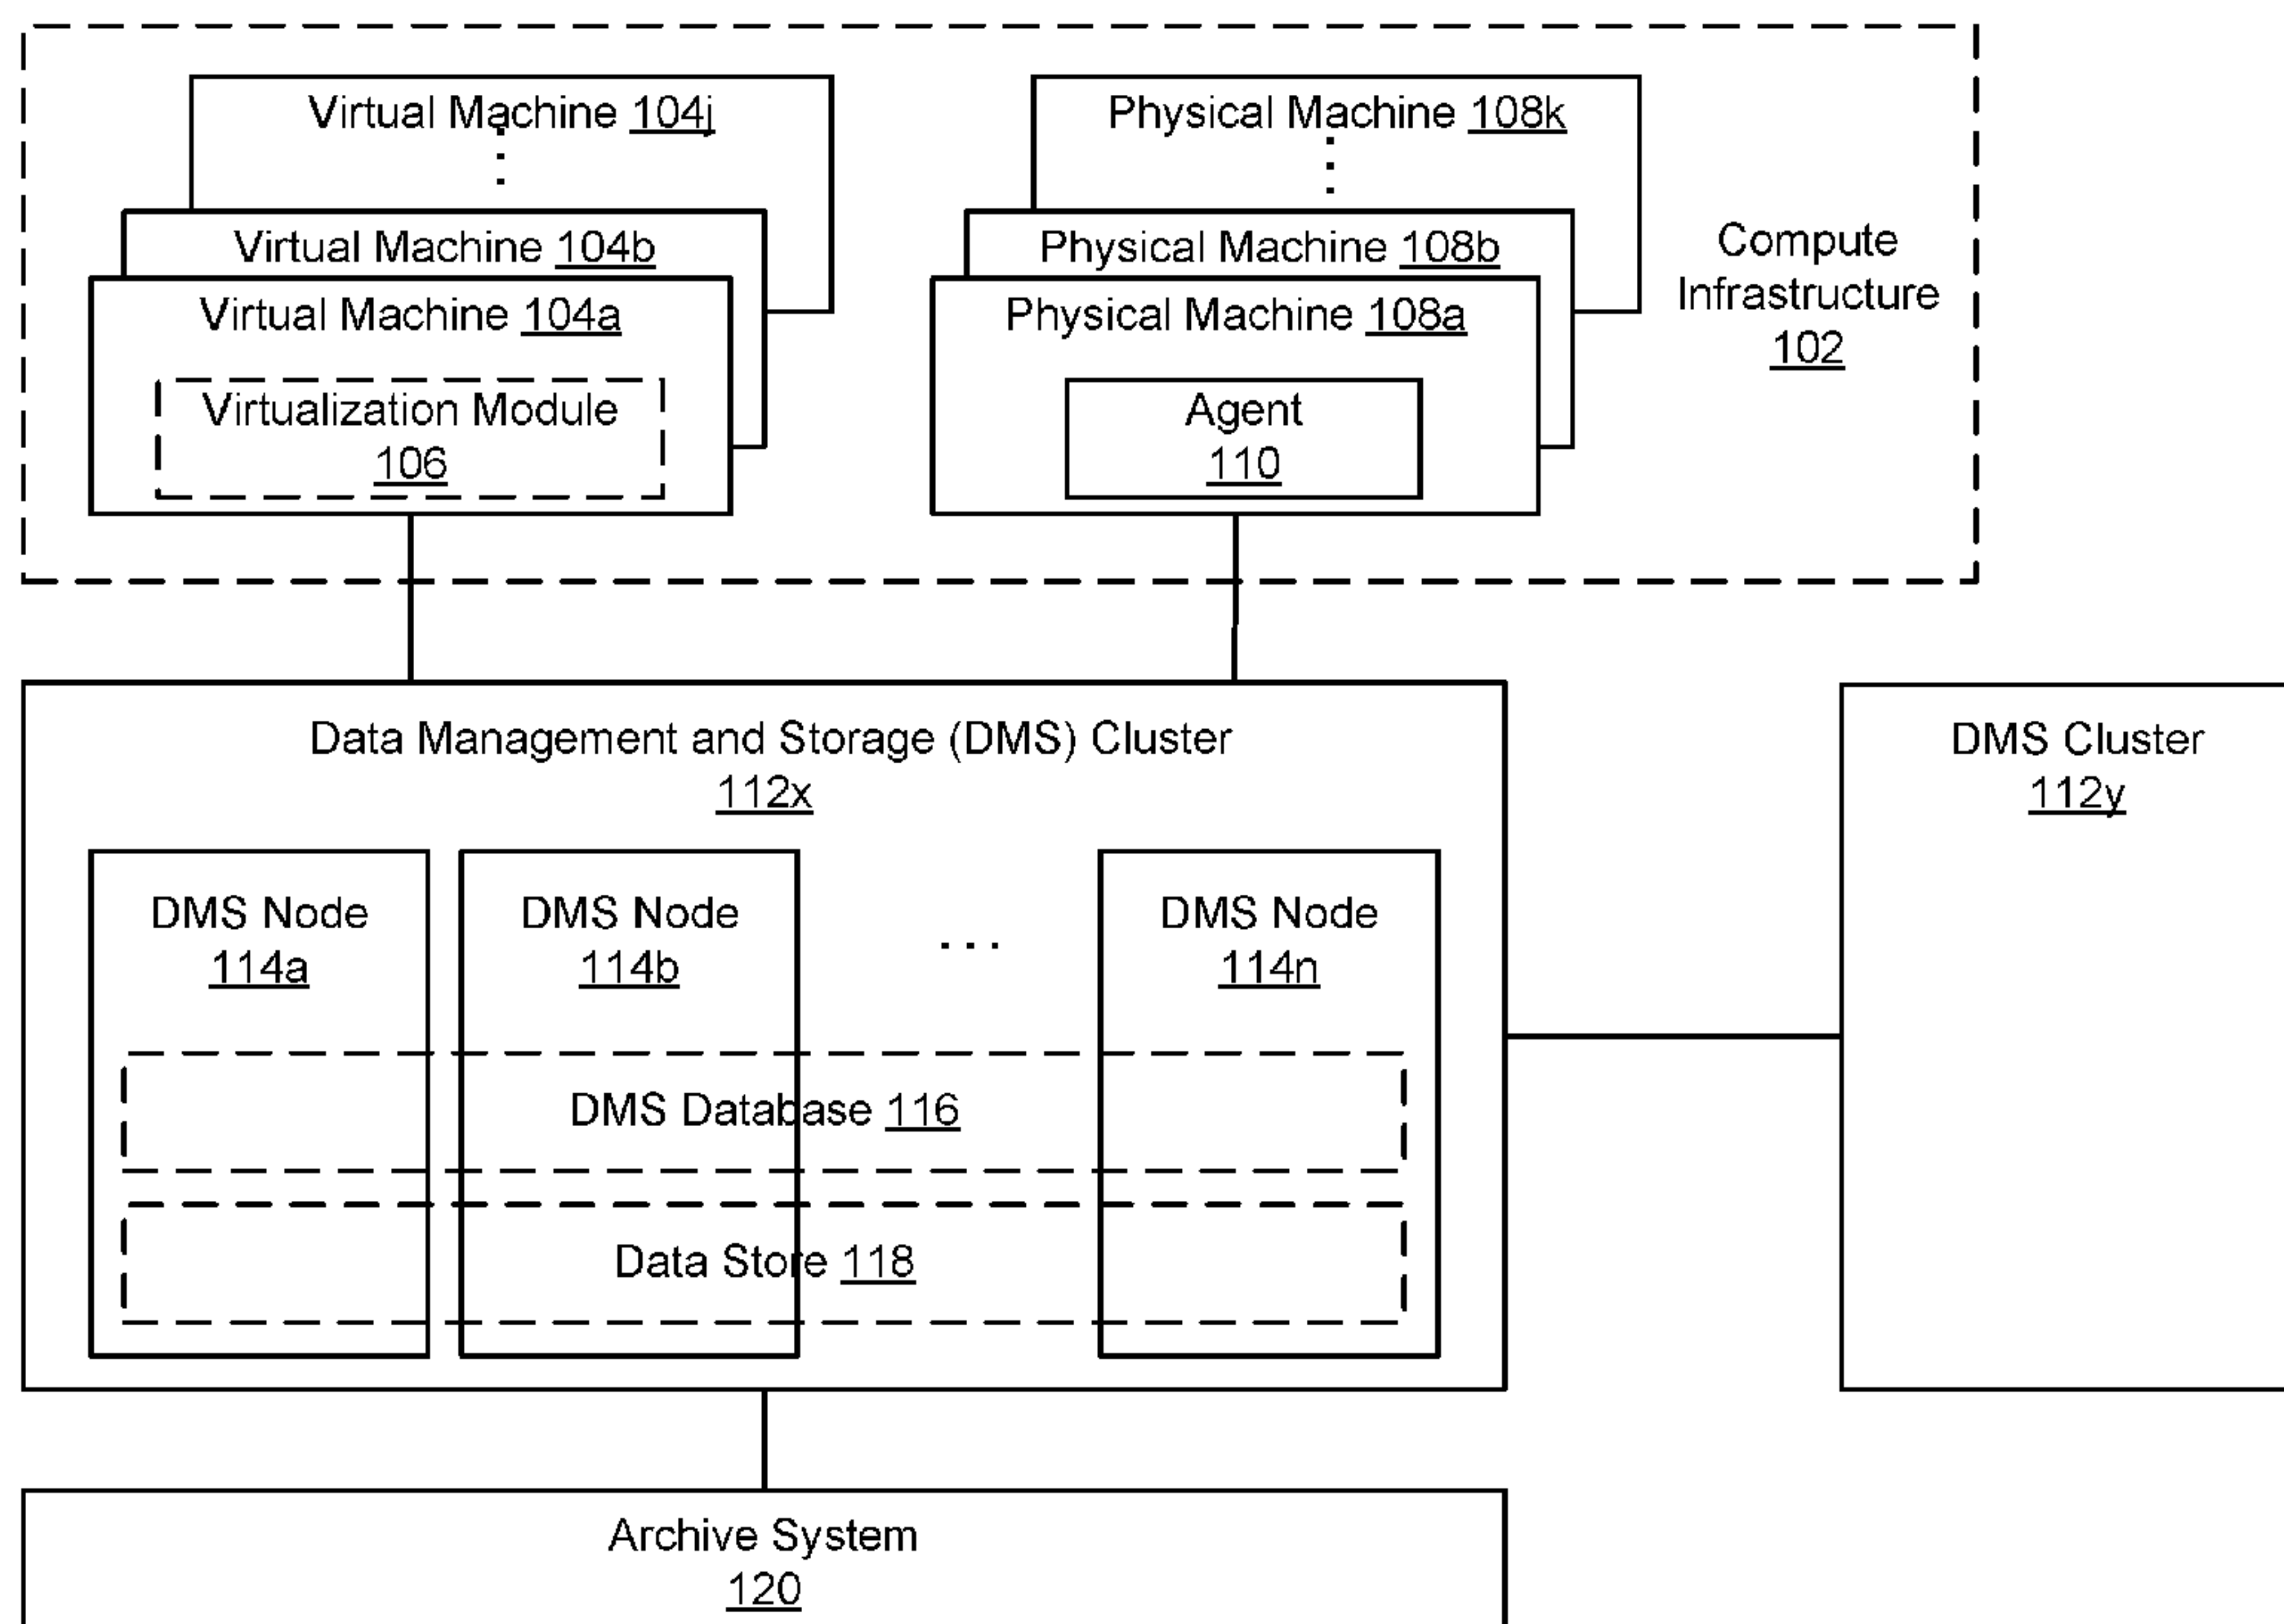 Virtual Machine 104j
Virtual Machine 104b
Virtual Machine 104a
Virtualization Module
106
Physical Machine 108k
Physical Machine 108b
Physical Machine 108a
Agent
110
Compute
Infrastructure
102
Data Management and Storage (DMS) Cluster
112x
DMS Node
114a
DMS Node
114b
...
DMS Node
114n
DMS Database 116
Data Store 118
DMS Cluster
112y
Archive System
120